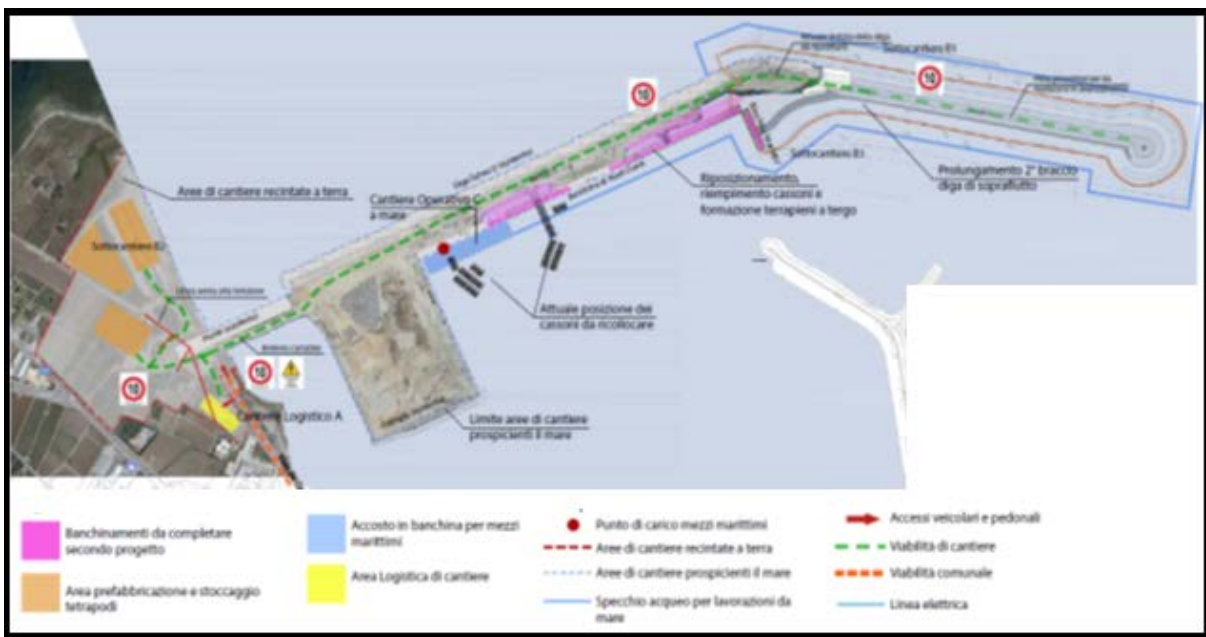 Sottocantiere B1
10
10
Aree di cantiere recintate a terra
Cantiere Operativo C
a mare
Sottocantiere B3
Riposizionamento,
riempimento cassoni e
formazione terrapieni a tergo
Prolungamento 2° braccio
diga di sopraflutto
Sottocantiere B2
Attuale posizione dei
cassoni da ricollocare
10
10
Cantiere Logistico A
Limite aree di cantiere
prospicienti il mare
Banchinamenti da completare
secondo progetto
Area prefabbricazione e stoccaggio
tetrapodi
Accosto in banchina per mezzi
marittimi
Area Logistica di cantiere
Punto di carico mezzi marittimi
Aree di cantiere recintate a terra
Aree di cantiere prospicienti il mare
Specchio acqueo per lavorazioni da
mare
Accessi veicolari e pedonali
Viabilità di cantiere
Viabilità comunale
Linea elettrica